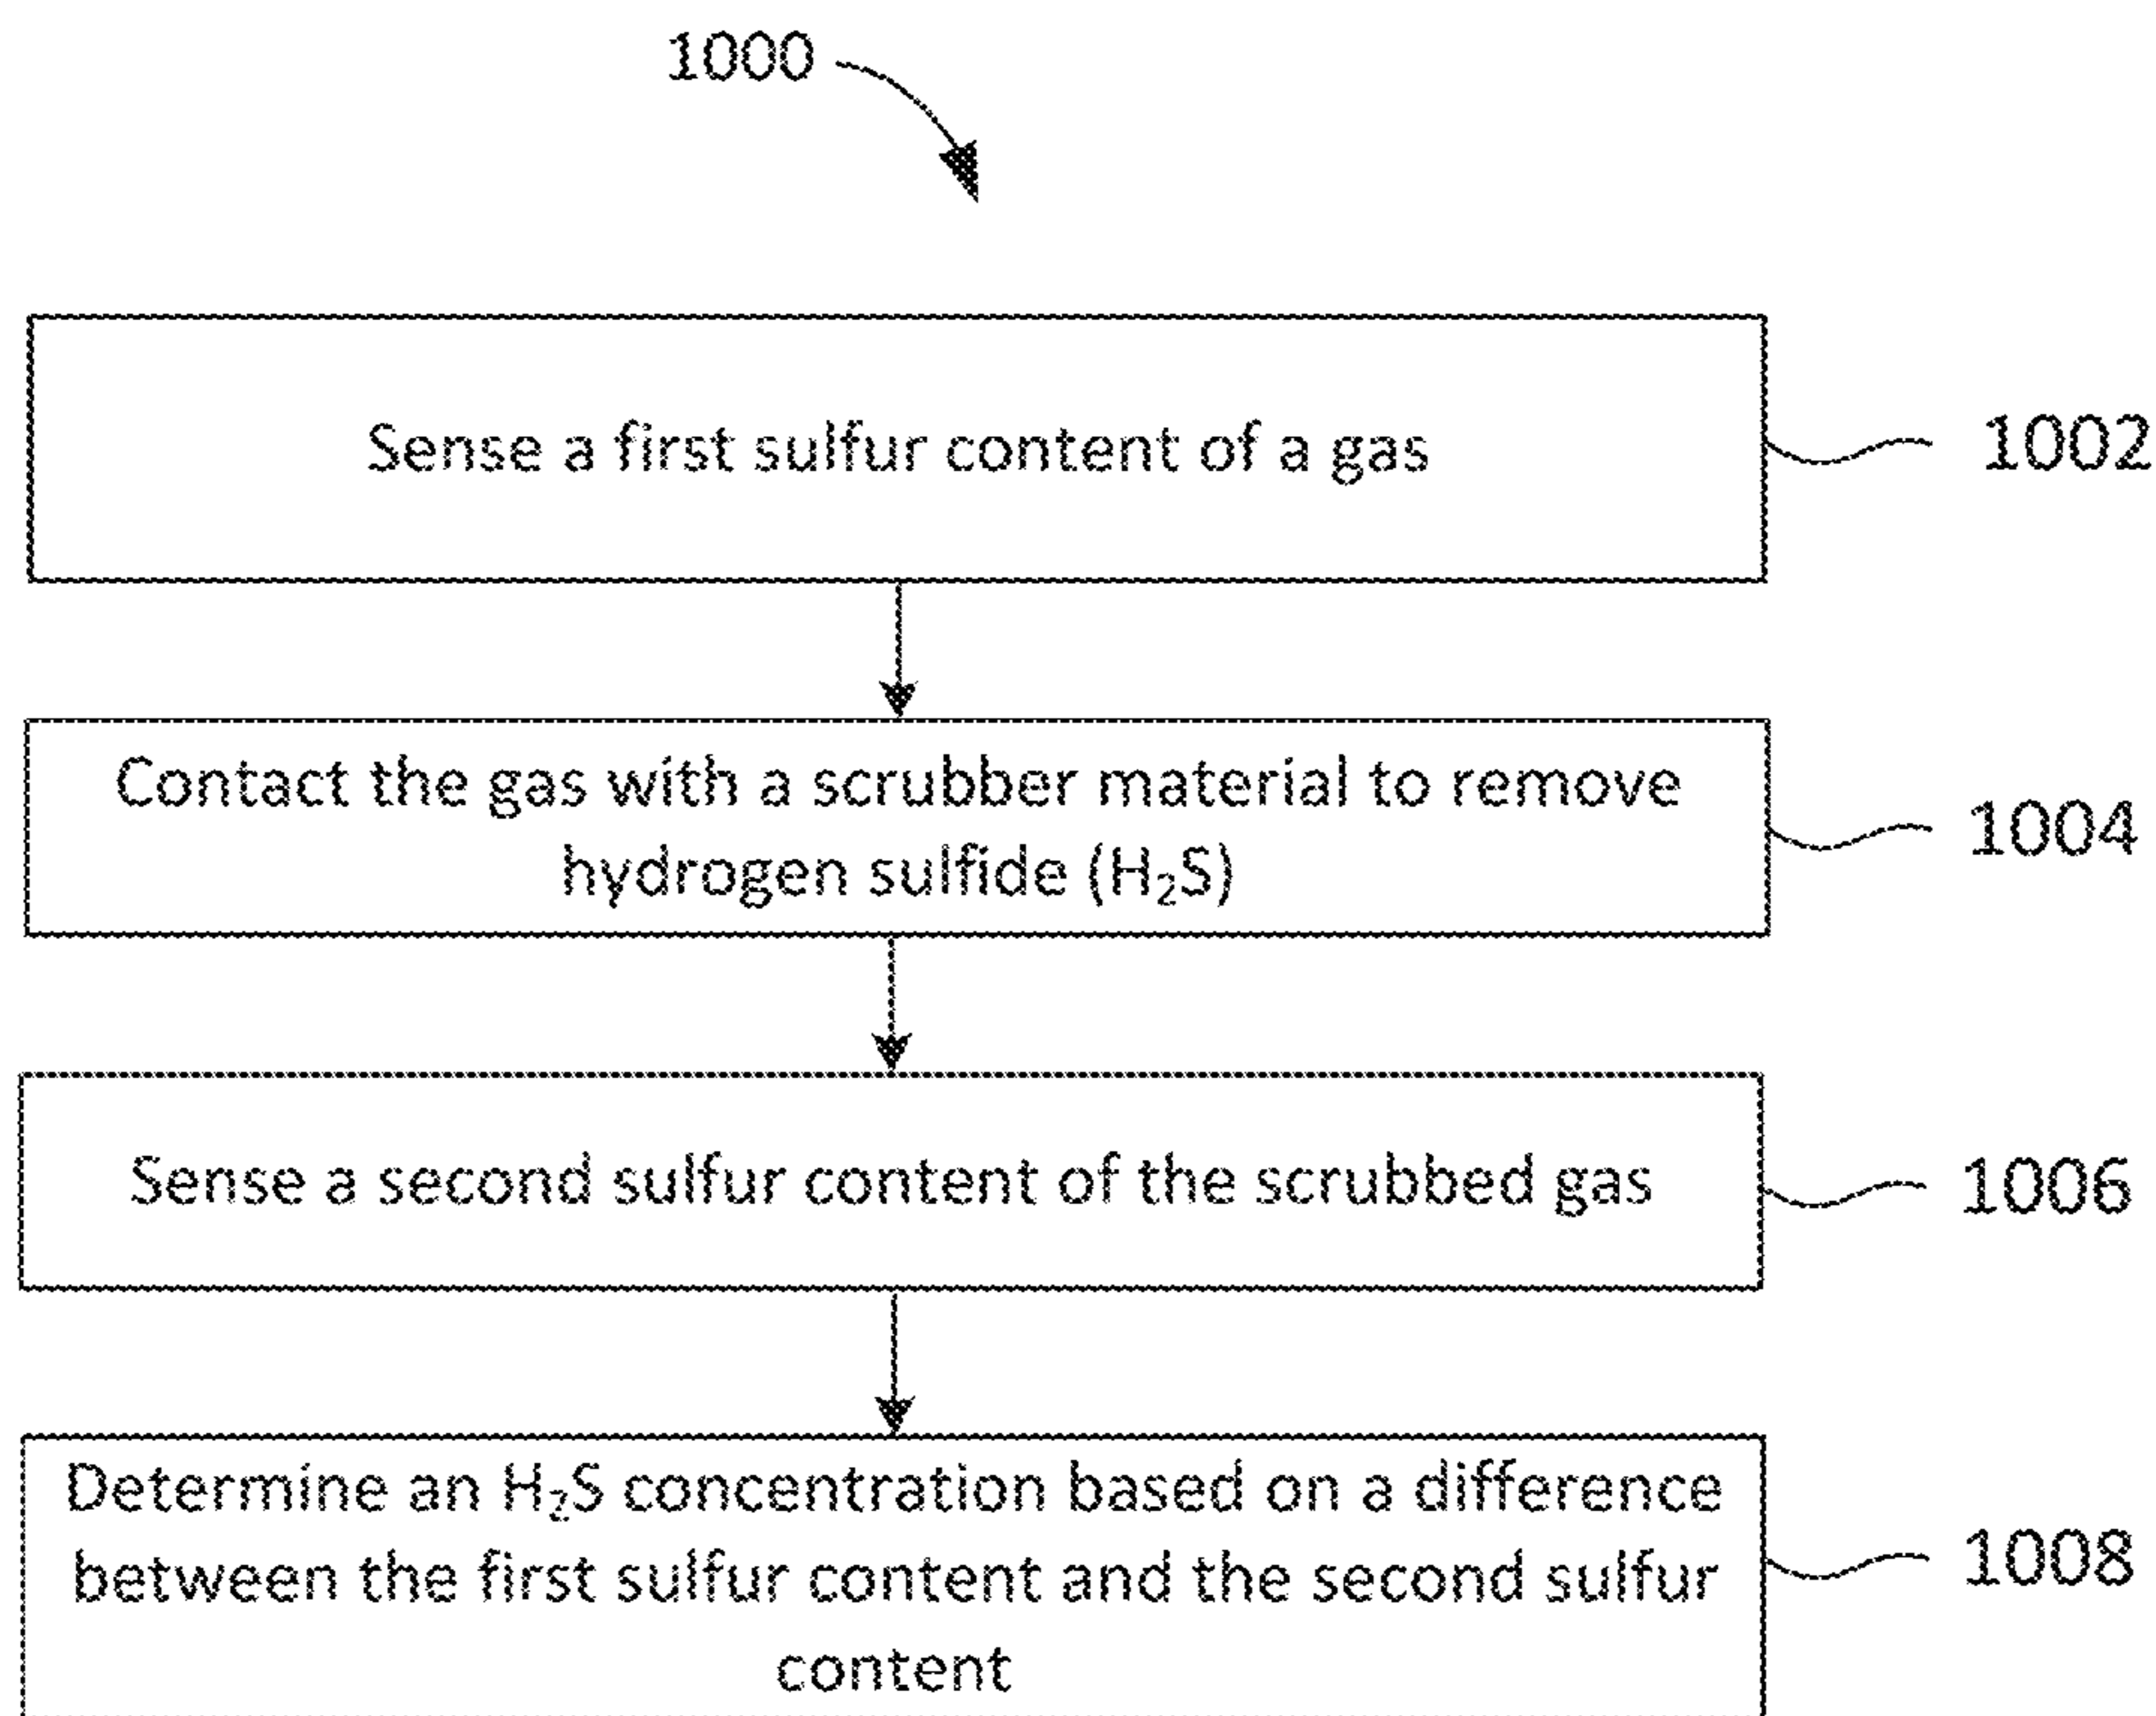 1000
Sense a first sulfur content of a gas
1002
Contact the gas with a scrubber material to remove
hydrogen sulfide (H₂S)
1004
Sense a second sulfur content of the scrubbed gas
1006
Determine an H₂S concentration based on a difference
between the first sulfur content and the second sulfur
content
1008